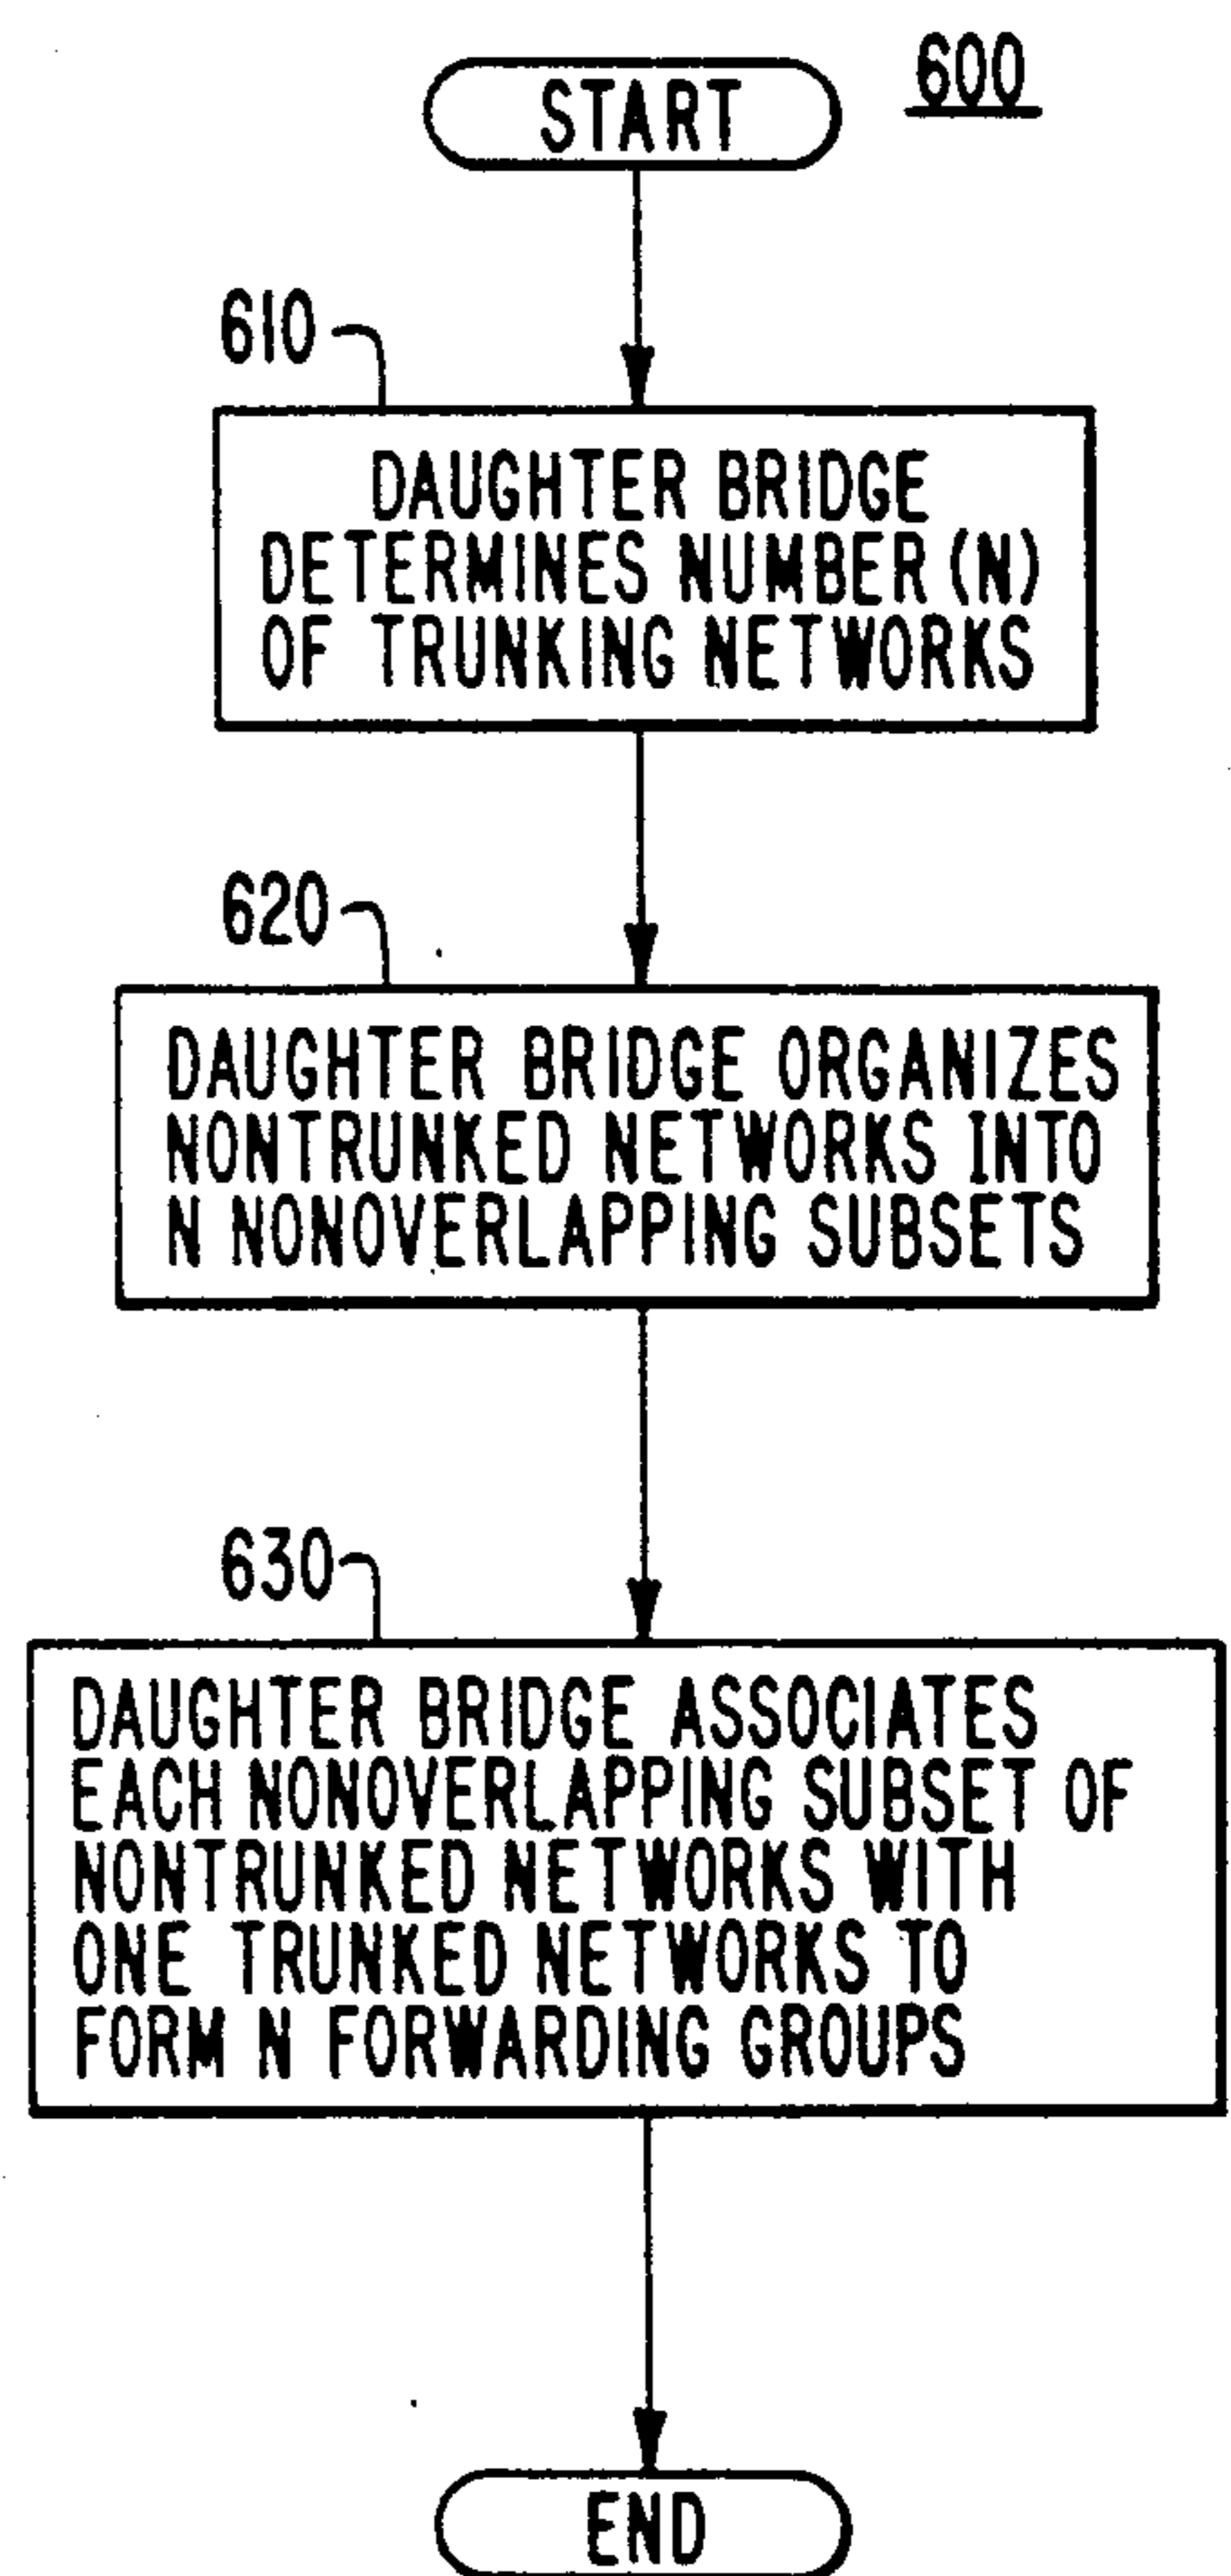 START
600
610
DAUGHTER BRIDGE
DETERMINES NUMBER (N)
OF TRUNKING NETWORKS
620
DAUGHTER BRIDGE ORGANIZES
NONTRUNKED NETWORKS INTO
N NONOVERLAPPING SUBSETS
630
DAUGHTER BRIDGE ASSOCIATES
EACH NONOVERLAPPING SUBSET OF
NONTRUNKED NETWORKS WITH
ONE TRUNKED NETWORKS TO
FORM N FORWARDING GROUPS
END